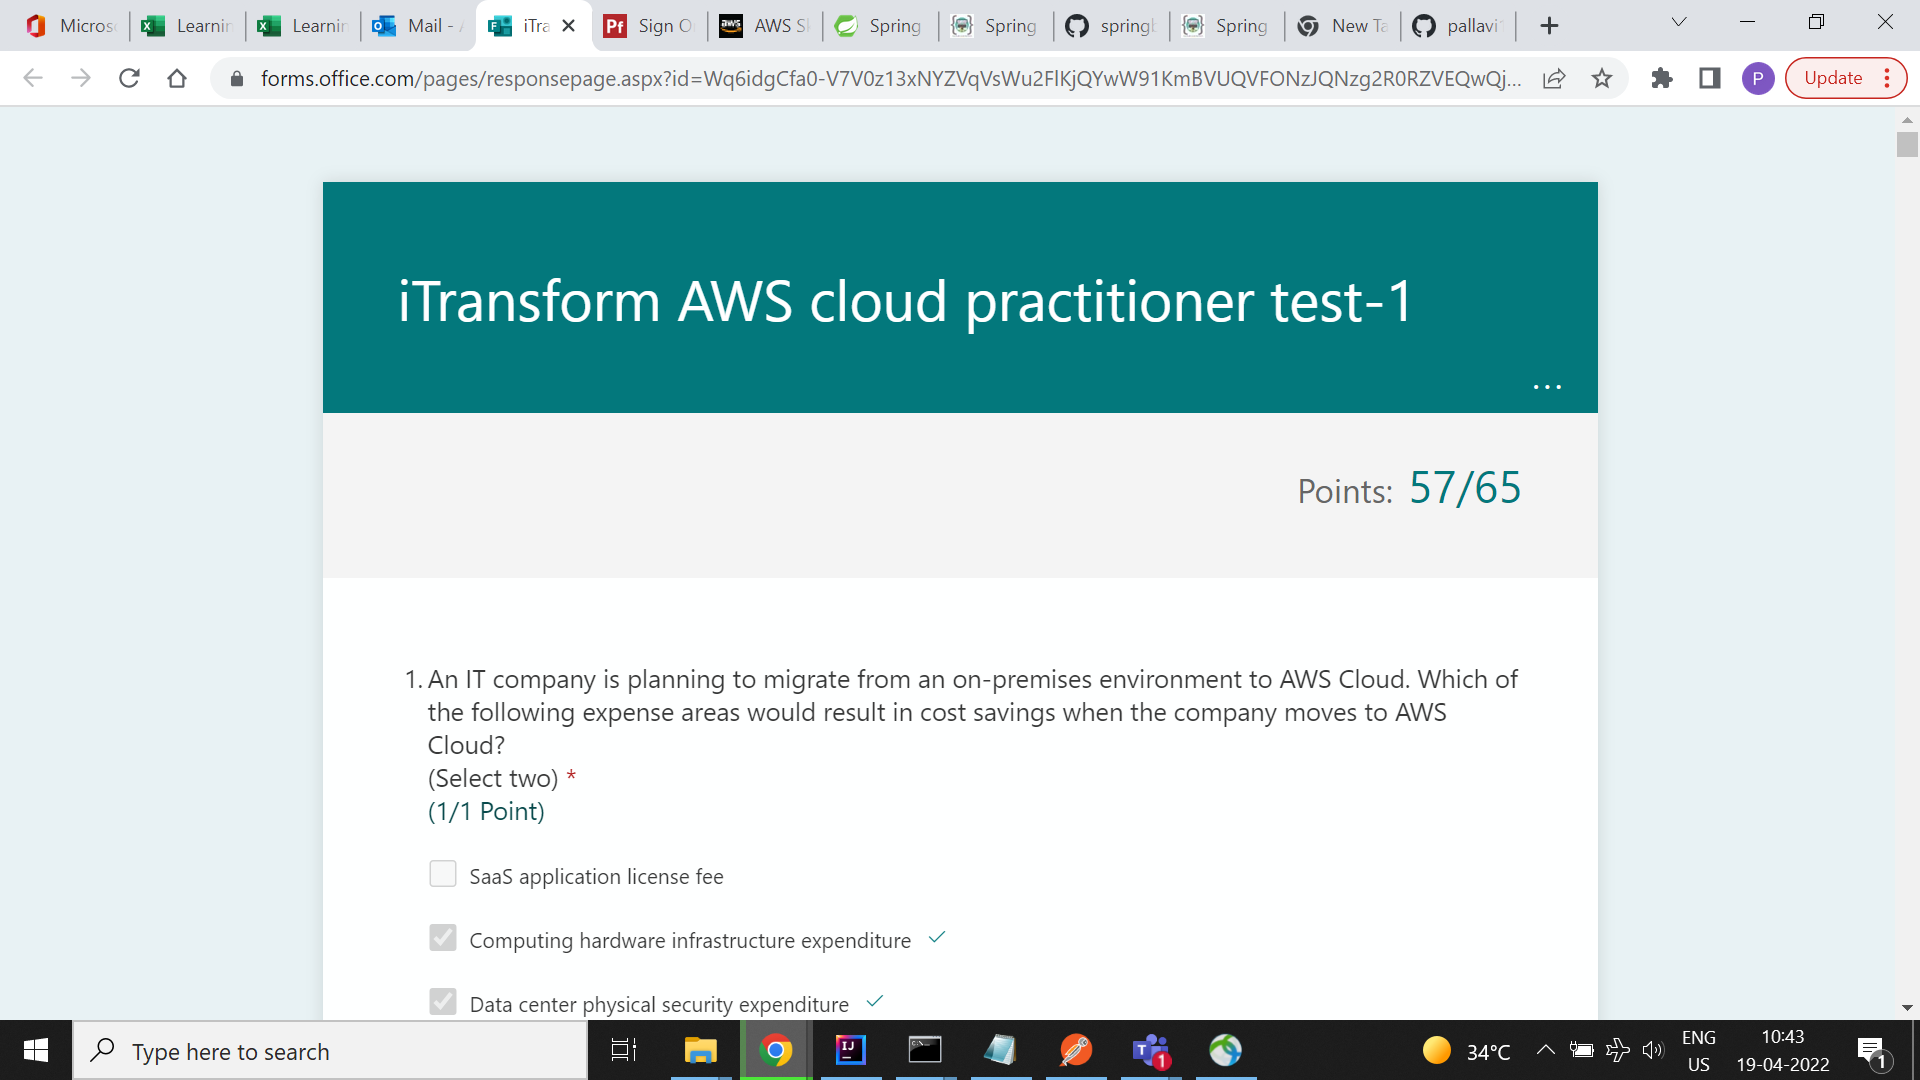 Micros
Learnin
Learnin
Mail -
iTra
Sign O
AWS S
Spring
Spring
spring
Spring
New Ta
pallavi
forms.office.com/pages/responsepage.aspx?id=Wq6idgCfa0-V7V0z13xNYZVqVsWu2FlKjQYwW91KmBVUQVFONzJQNzg2R0RZVEQwQj...
P
Update
iTransform AWS cloud practitioner test-1
...
Points: 57/65
1. An IT company is planning to migrate from an on-premises environment to AWS Cloud. Which of
the following expense areas would result in cost savings when the company moves to AWS
Cloud?
(Select two) *
(1/1 Point)
SaaS application license fee
Computing hardware infrastructure expenditure
Data center physical security expenditure
Type here to search
34°C
ENG
US
10:43
19-04-2022
1